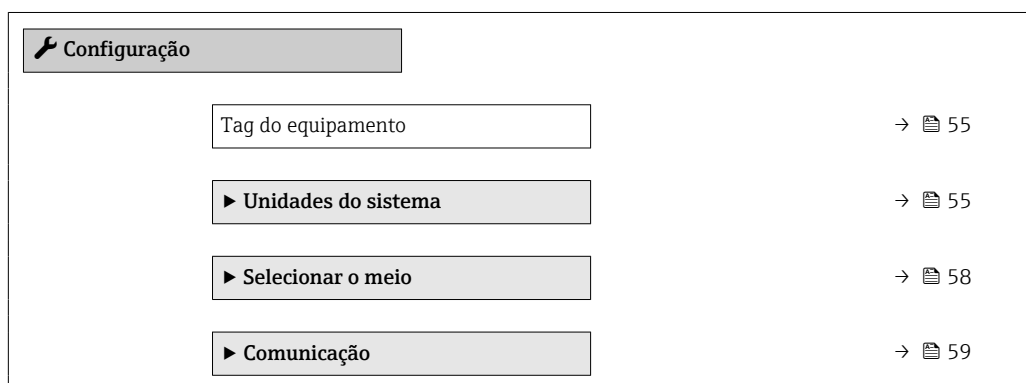 Configuração
Tag do equipamento → 55
▶ Unidades do sistema → 55
▶ Selecionar o meio → 58
▶ Comunicação → 59